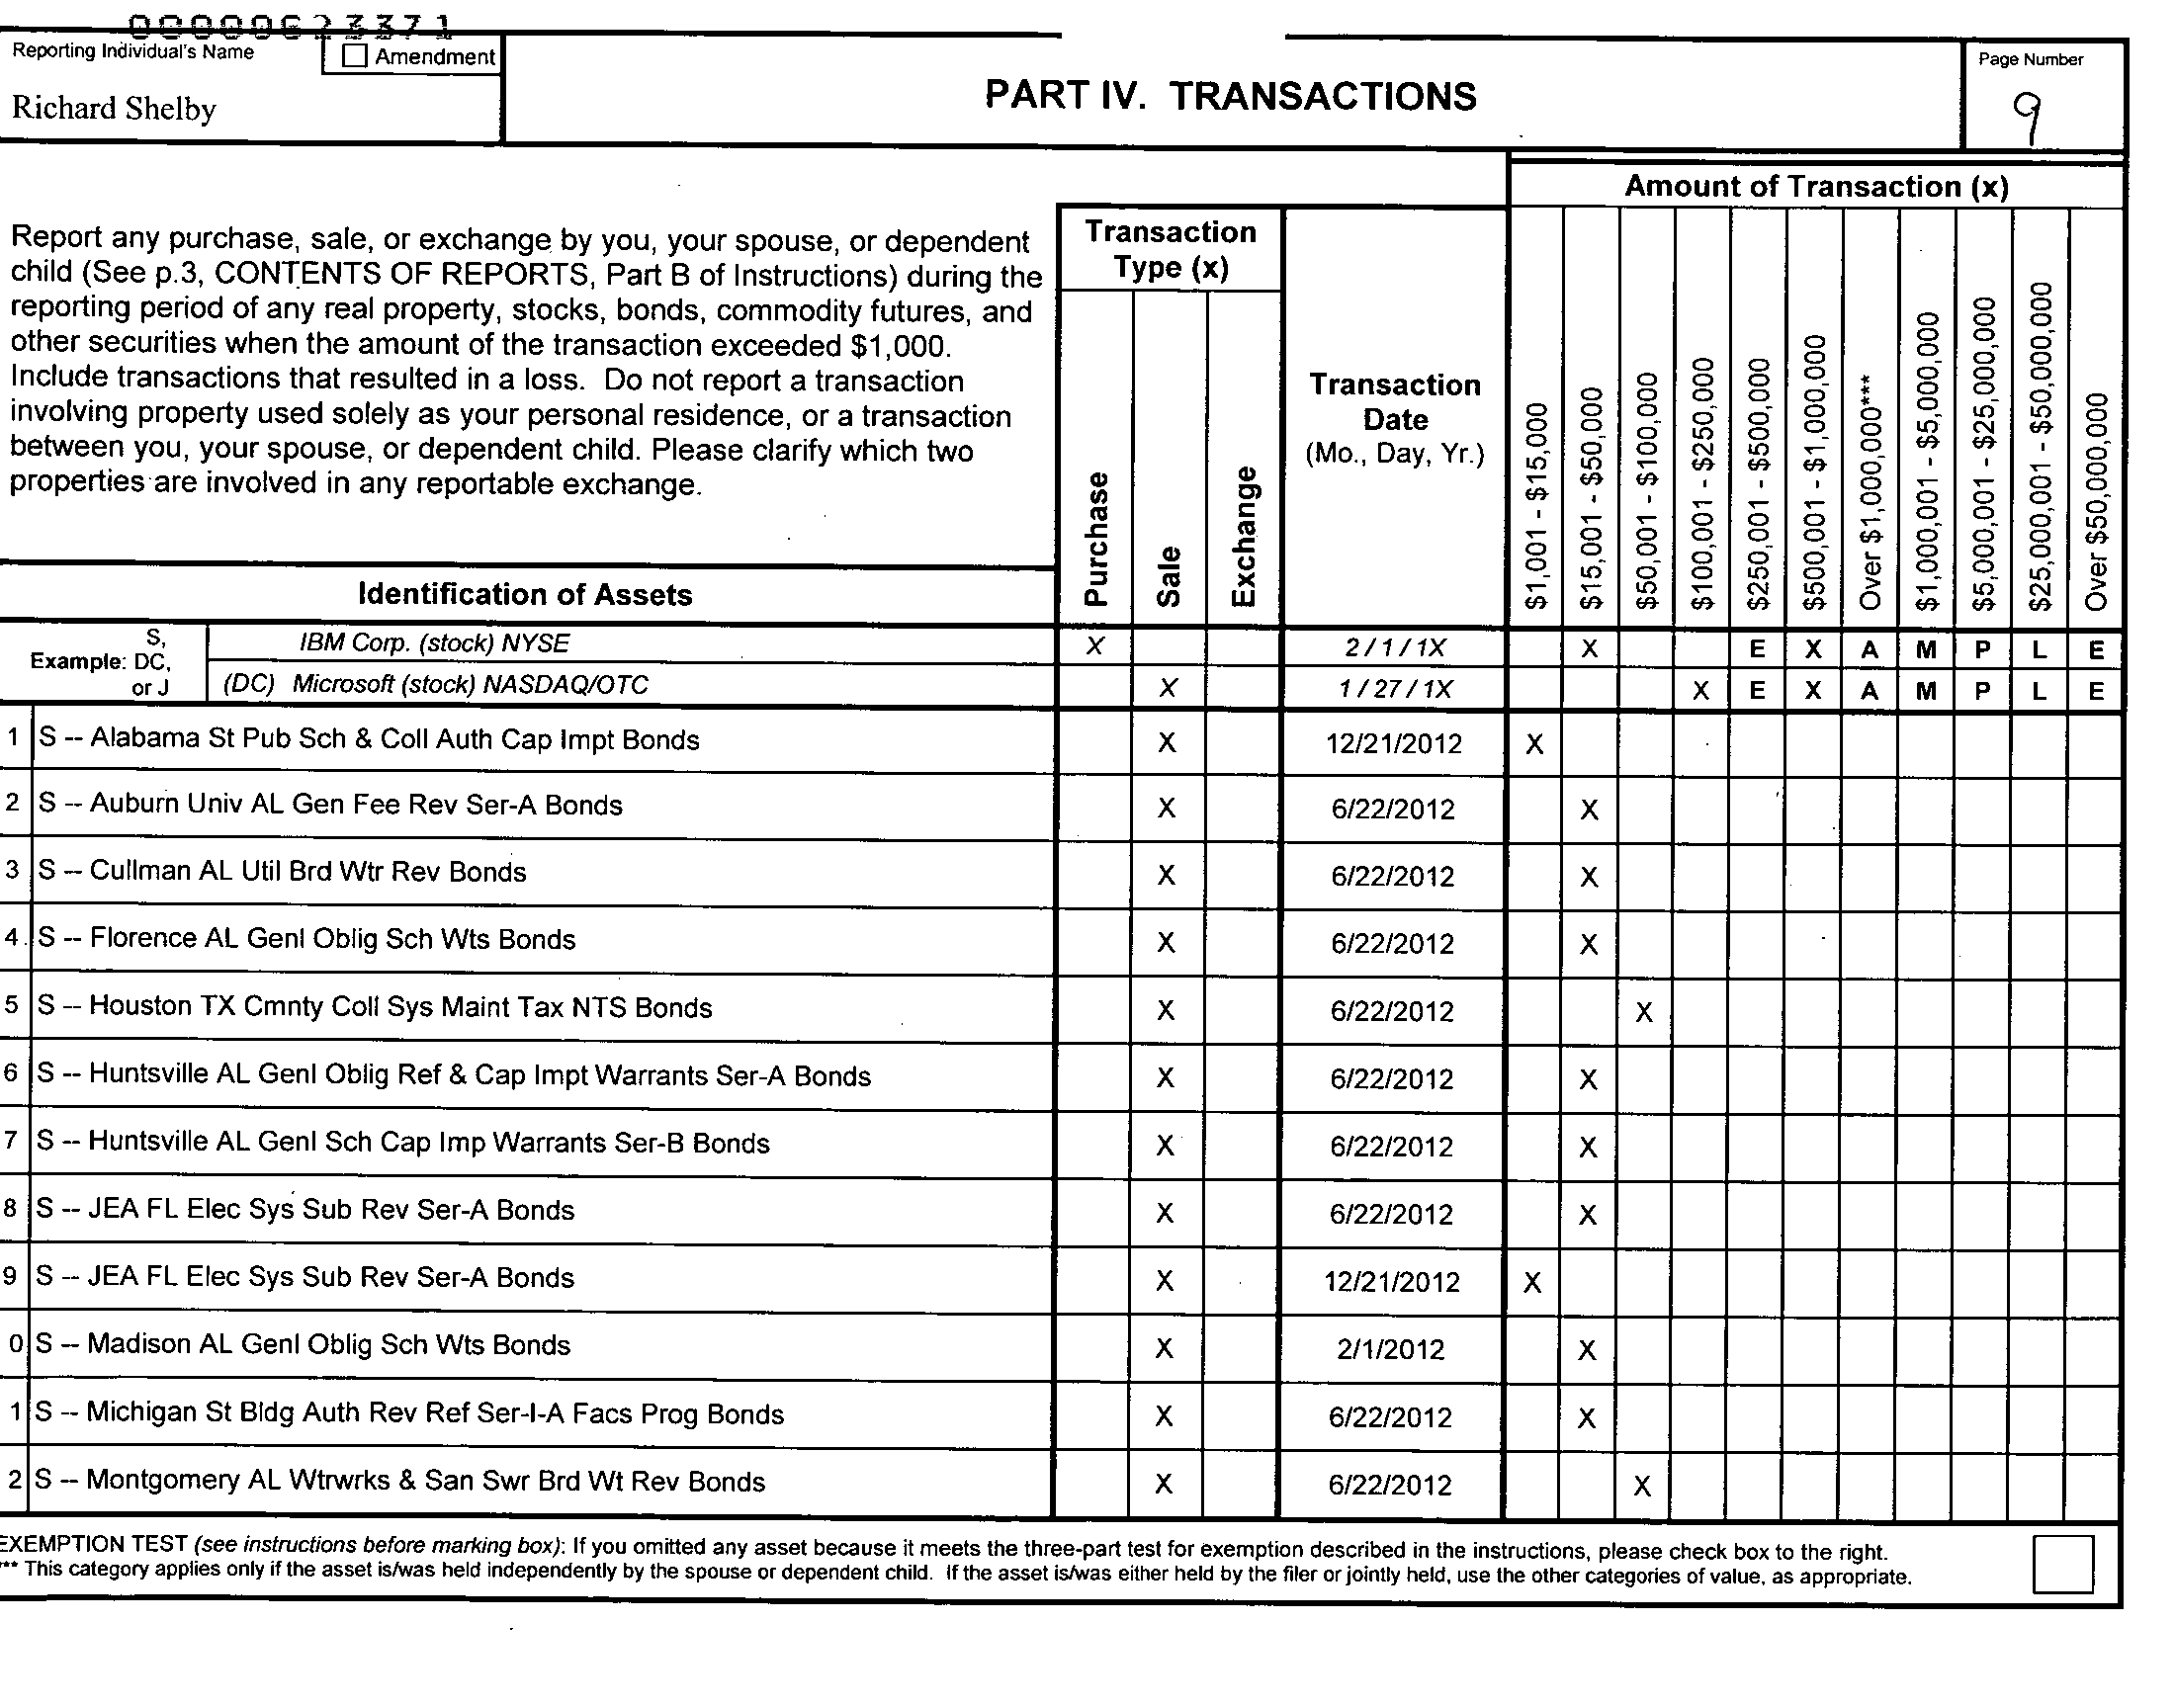 0000623371
Reporting Individual's Name
Amendment
Richard Shelby
PART IV. TRANSACTIONS
Page Number
9
Report any purchase, sale, or exchange by you, your spouse, or dependent
child (See p.3, CONTENTS OF REPORTS, Part B of Instructions) during the
reporting period of any real property, stocks, bonds, commodity futures, and
other securities when the amount of the transaction exceeded $1,000.
Include transactions that resulted in a loss. Do not report a transaction
involving property used solely as your personal residence, or a transaction
between you, your spouse, or dependent child. Please clarify which two
properties are involved in any reportable exchange.
Transaction
Type (x)
Purchase
Sale
Exchange
Transaction
Date
(Mo., Day, Yr.)
Amount of Transaction (x)
$1,001 - $15,000
$15,001 - $50,000
$50,001 - $100,000
$100,001 - $250,000
$250,001 - $500,000
$500,001 - $1,000,000
Over $1,000,000***
$1,000,001 - $5,000,000
$5,000,001 - $25,000,000
$25,000,001 - $50,000,000
Over $50,000,000
Identification of Assets
Example: S, DC, or J
IBM Corp. (stock) NYSE X 2/1/1X X E X A M P L E
(DC) Microsoft (stock) NASDAQ/OTC X 1/27/1X X E X A M P L E
1 S -- Alabama St Pub Sch & Coll Auth Cap Impt Bonds X 12/21/2012 X
2 S -- Auburn Univ AL Gen Fee Rev Ser-A Bonds X 6/22/2012 X
3 S -- Cullman AL Util Brd Wtr Rev Bonds X 6/22/2012 X
4 S -- Florence AL Genl Oblig Sch Wts Bonds X 6/22/2012 X
5 S -- Houston TX Cmnty Coll Sys Maint Tax NTS Bonds X 6/22/2012 X
6 S -- Huntsville AL Genl Oblig Ref & Cap Impt Warrants Ser-A Bonds X 6/22/2012 X
7 S -- Huntsville AL Genl Sch Cap Imp Warrants Ser-B Bonds X 6/22/2012 X
8 S -- JEA FL Elec Sys Sub Rev Ser-A Bonds X 6/22/2012 X
9 S -- JEA FL Elec Sys Sub Rev Ser-A Bonds X 12/21/2012 X
0 S -- Madison AL Genl Oblig Sch Wts Bonds X 2/1/2012 X
1 S -- Michigan St Bldg Auth Rev Ref Ser-I-A Facs Prog Bonds X 6/22/2012 X
2 S -- Montgomery AL Wtrwrks & San Swr Brd Wt Rev Bonds X 6/22/2012 X
EXEMPTION TEST (see instructions before marking box): If you omitted any asset because it meets the three-part test for exemption described in the instructions, please check box to the right.
*** This category applies only if the asset is/was held independently by the spouse or dependent child. If the asset is/was either held by the filer or jointly held, use the other categories of value, as appropriate.